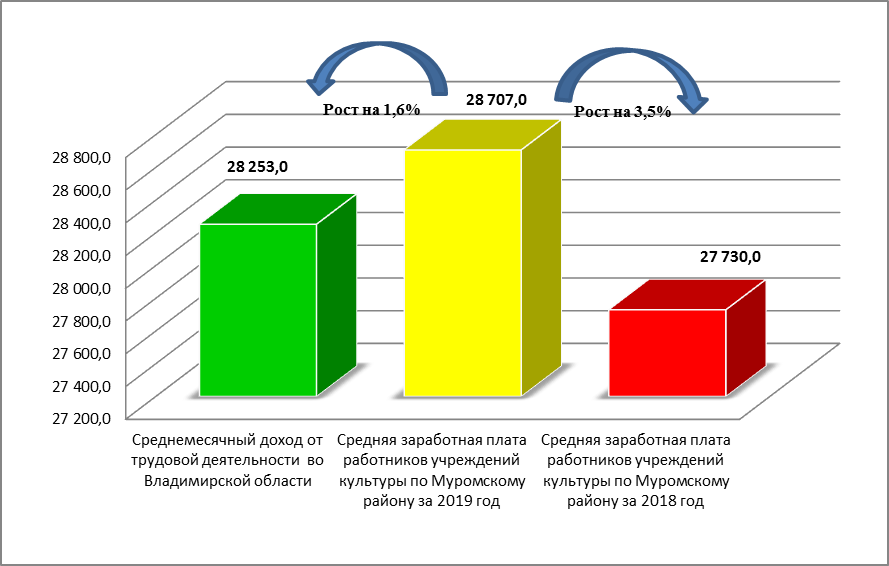 28 707,0
Рост на 1,6%
Рост на 3,5%
28 253,0
27 730,0
28 800,0
28 600,0
28 400,0
28 200,0
28 000,0
27 800,0
27 600,0
27 400,0
27 200,0
Среднемесячный доход от
трудовой деятельности во
Владимирской области
Средняя заработная плата
работников учреждений
культуры по Муромскому
району за 2019 год
Средняя заработная плата
работников учреждений
культуры по Муромскому
району за 2018 год